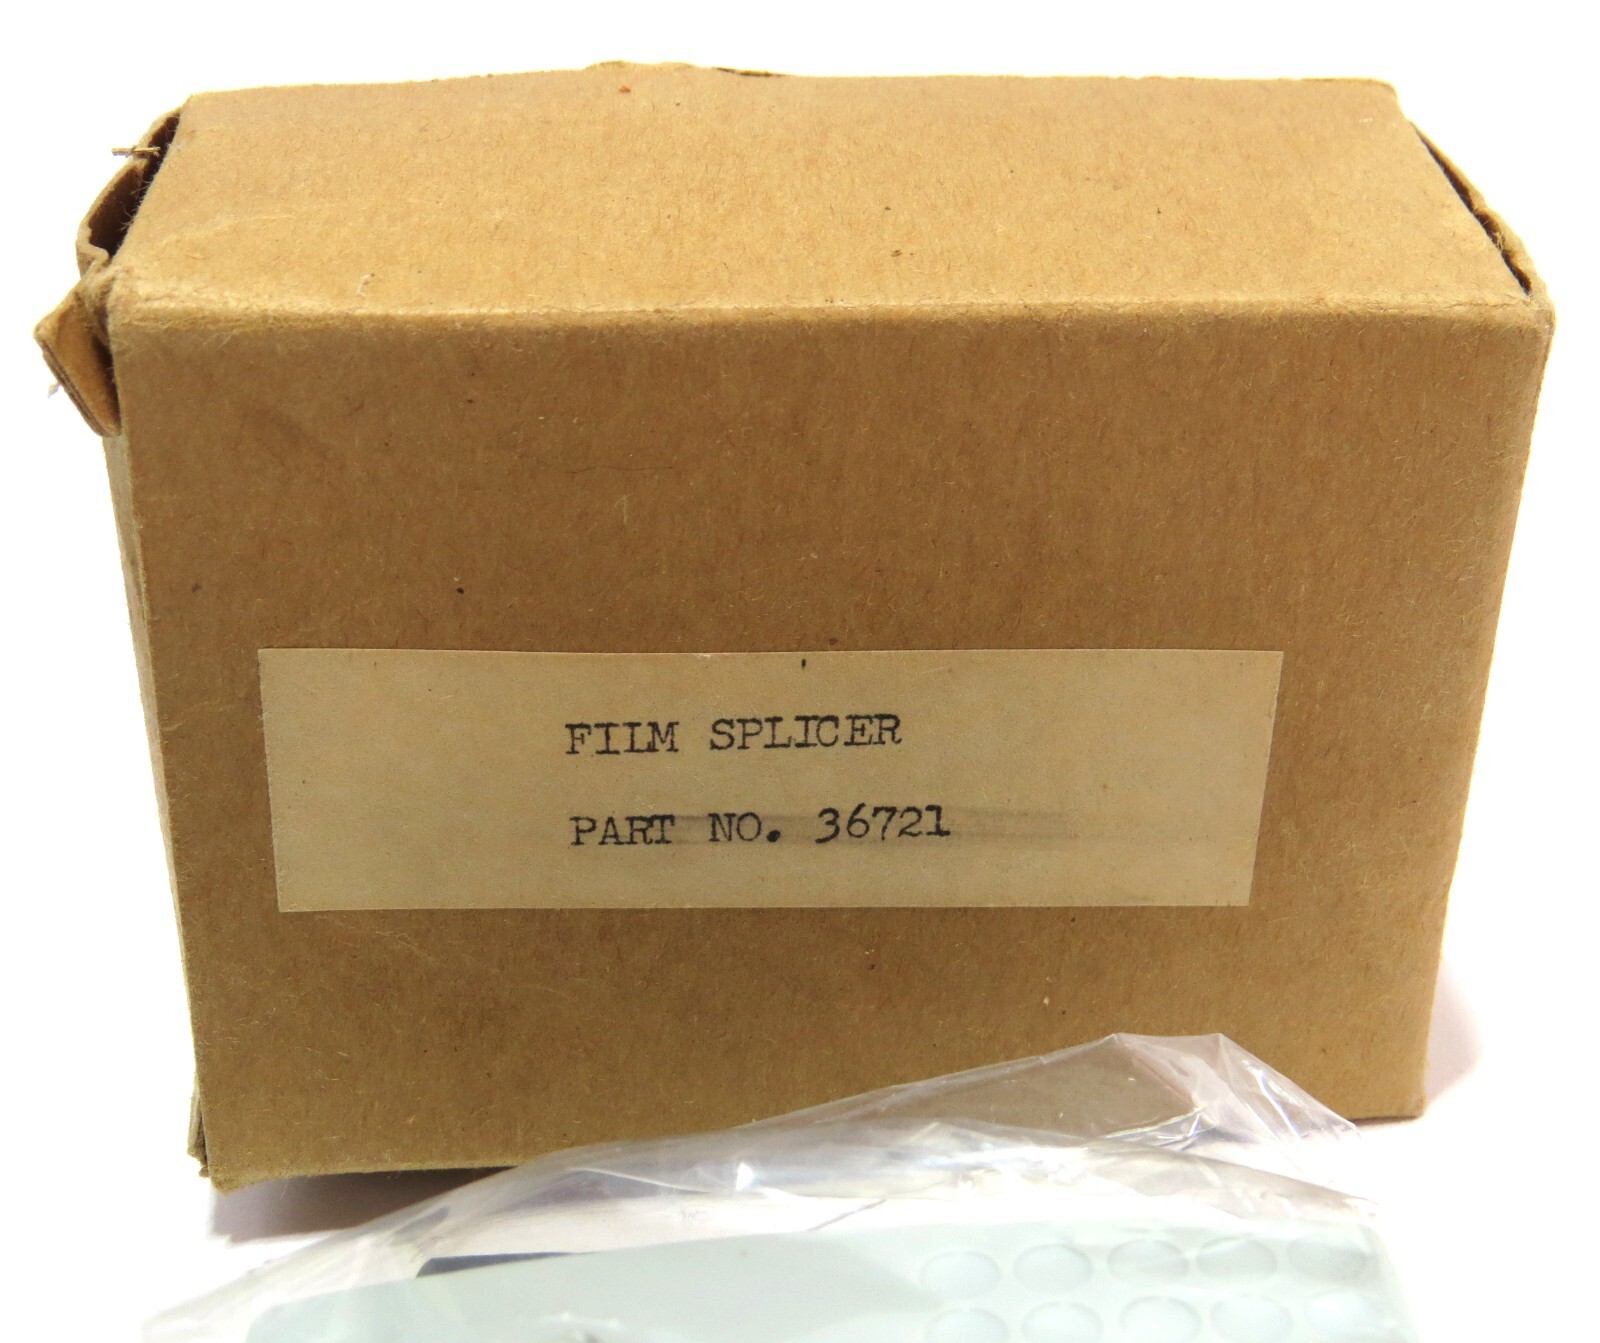 FILM SPLICER
PART NO. 36721